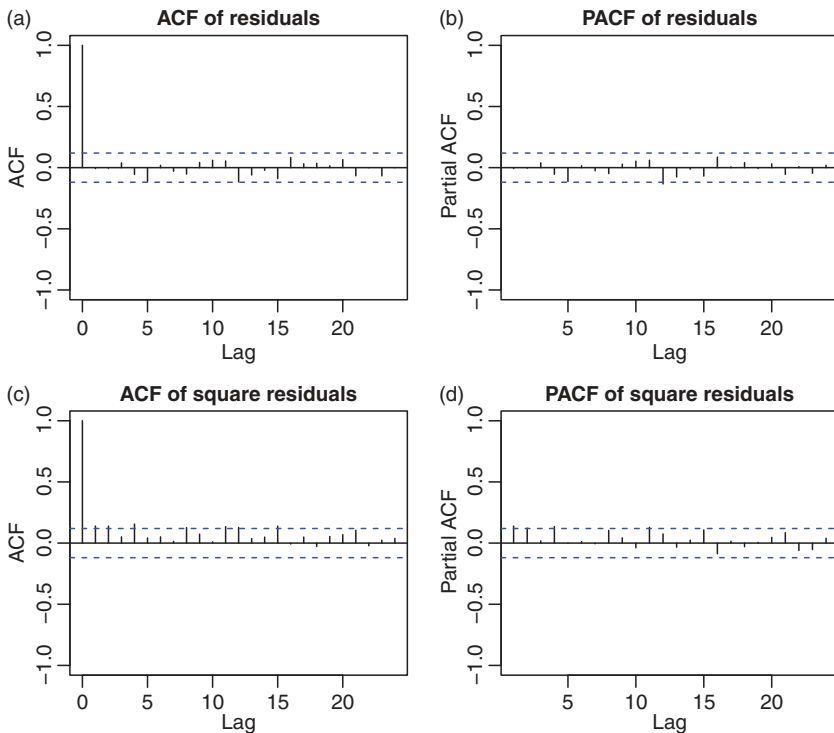 (a)
ACF of residuals
ACF
1.0
0.5
0.0
−0.5
−1.0
0 5 10 15 20
Lag
(b)
PACF of residuals
Partial ACF
1.0
0.5
0.0
−0.5
−1.0
5 10 15 20
Lag
(c)
ACF of square residuals
ACF
1.0
0.5
0.0
−0.5
−1.0
0 5 10 15 20
Lag
(d)
PACF of square residuals
Partial ACF
1.0
0.5
0.0
−0.5
−1.0
5 10 15 20
Lag